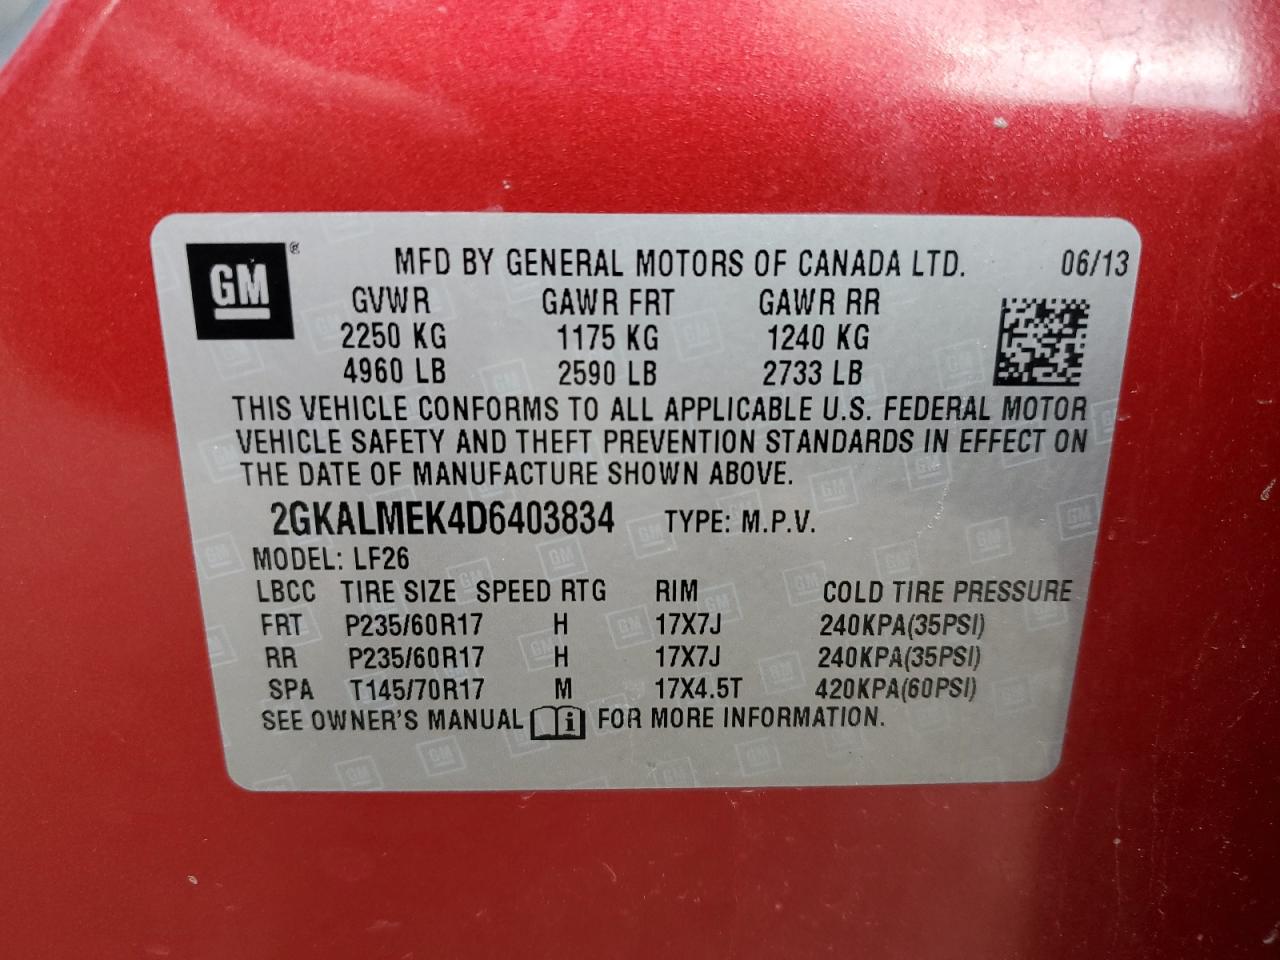 GM ® MFD BY GENERAL MOTORS OF CANADA LTD. 06/13
GVWR GAWR FRT GAWR RR
2250 KG 1175 KG 1240 KG
4960 LB 2590 LB 2733 LB
THIS VEHICLE CONFORMS TO ALL APPLICABLE U.S. FEDERAL MOTOR
VEHICLE SAFETY AND THEFT PREVENTION STANDARDS IN EFFECT ON
THE DATE OF MANUFACTURE SHOWN ABOVE.
2GKALMEK4D6403834 TYPE: M.P.V.
MODEL: LF26
LBCC TIRE SIZE SPEED RTG RIM COLD TIRE PRESSURE
FRT P235/60R17 H 17X7J 240KPA(35PSI)
RR P235/60R17 H 17X7J 240KPA(35PSI)
SPA T145/70R17 M 17X4.5T 420KPA(60PSI)
SEE OWNER'S MANUAL i FOR MORE INFORMATION.